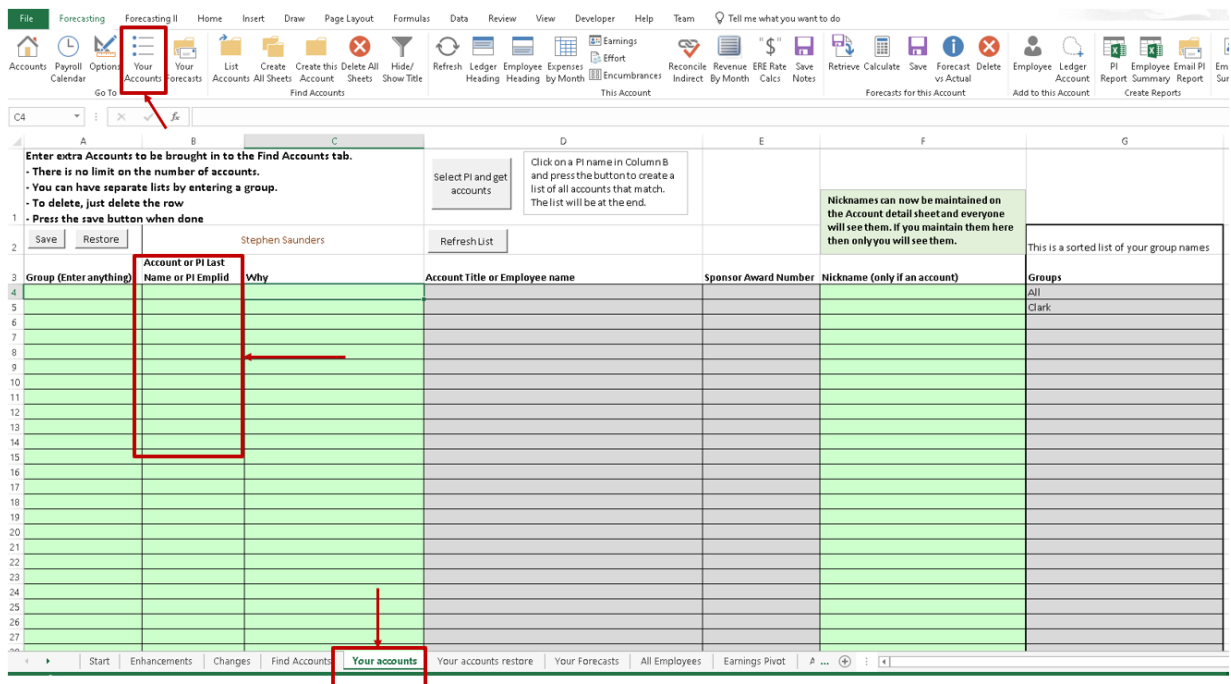 File Forecasting Forecasting II Home Insert Draw Page Layout Formulas Data Review View Developer Help Team Tell me what you want to do
Accounts Payroll Calendar Options Your Accounts Your Forecasts List Accounts Create All Sheets Create this Account Delete All Sheets Hide/ Show Title Refresh Ledger Heading Employee Heading Expenses by Month Earnings Effort Encumbrances Reconcile Indirect Revenue By Month "$" ERE Rate Calcs Save Notes Retrieve Calculate Save Forecast vs Actual Delete Employee Ledger Account PI Report Employee Summary Email PI Report
Go To Find Accounts This Account Forecasts for this Account Add to this Account Create Reports
C4 fx
A B C D E F G
Enter extra Accounts to be brought in to the Find Accounts tab.
- There is no limit on the number of accounts.
- You can have separate lists by entering a group.
- To delete, just delete the row
1 - Press the save button when done
Select PI and get
accounts
Click on a PI name in Column B
and press the button to create a
list of all accounts that match.
The list will be at the end.
Nicknames can now be maintained on
the Account detail sheet and everyone
will see them. If you maintain them here
then only you will see them.
2 Save Restore Stephen Saunders Refresh List This is a sorted list of your group names
Account or PI Last
3 Group (Enter anything) Name or PI Emplid Why Account Title or Employee name Sponsor Award Number Nickname (only if an account) Groups
4 All
5 Clark
6
7
8
9
10
11
12
13
14
15
16
17
18
19
20
21
22
23
24
25
26
27
Start Enhancements Changes Find Accounts Your accounts Your accounts restore Your Forecasts All Employees Earnings Pivot ...